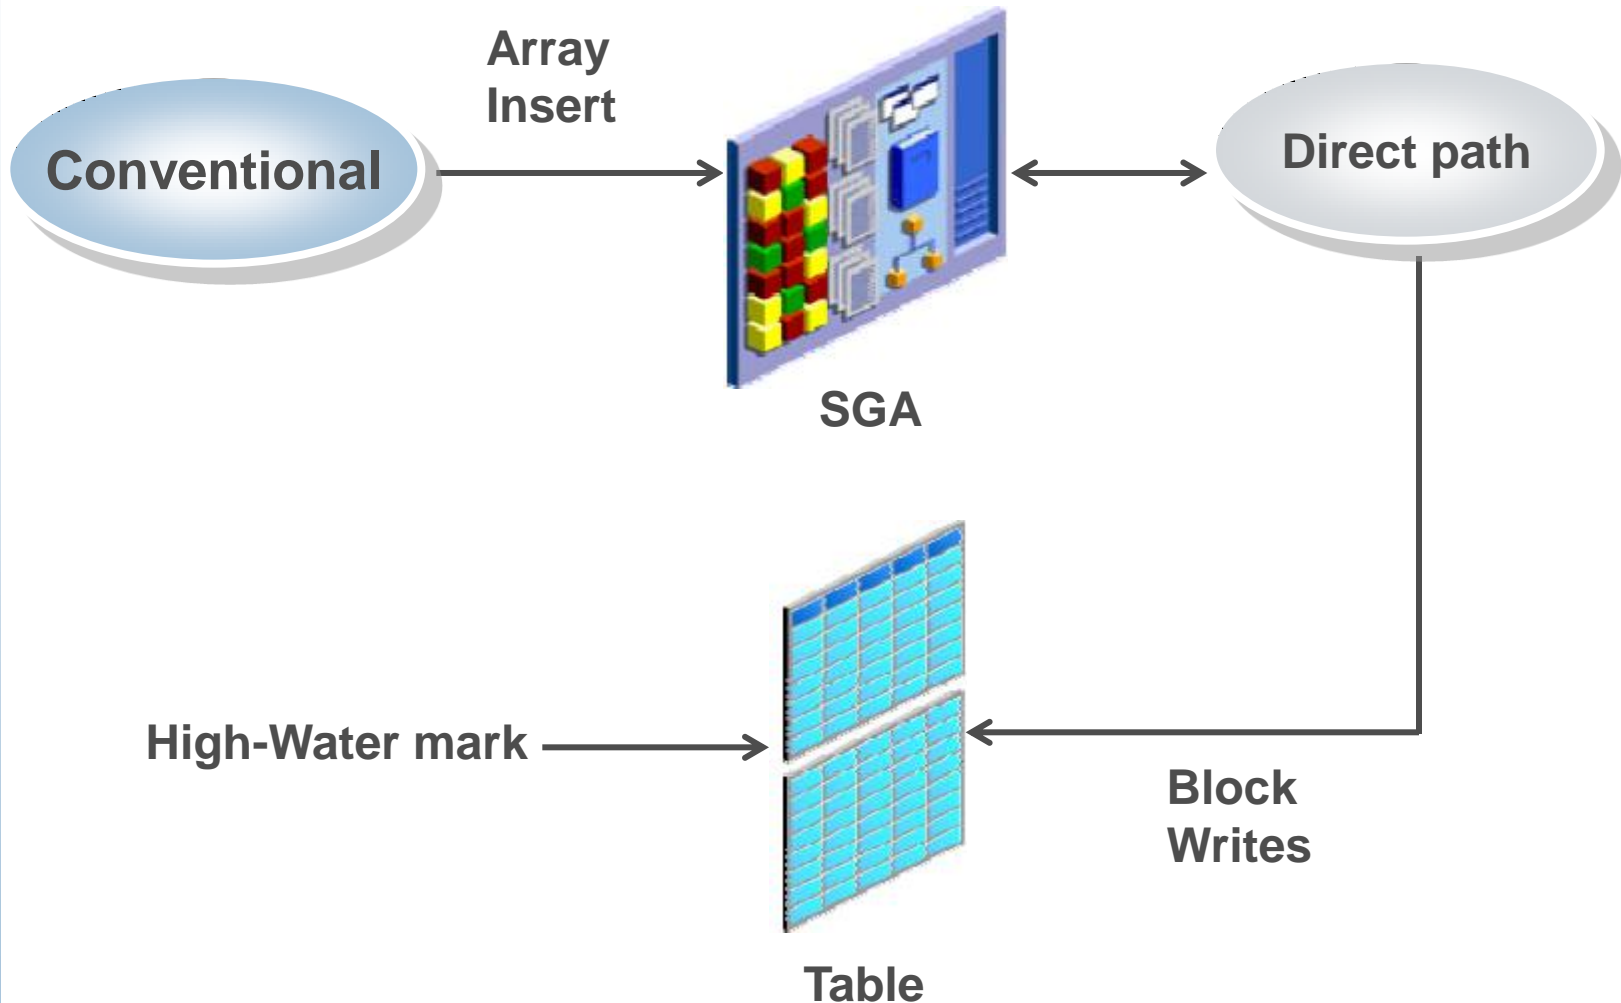 Array
Insert
Conventional
Direct path
SGA
High-Water mark
Block
Writes
Table